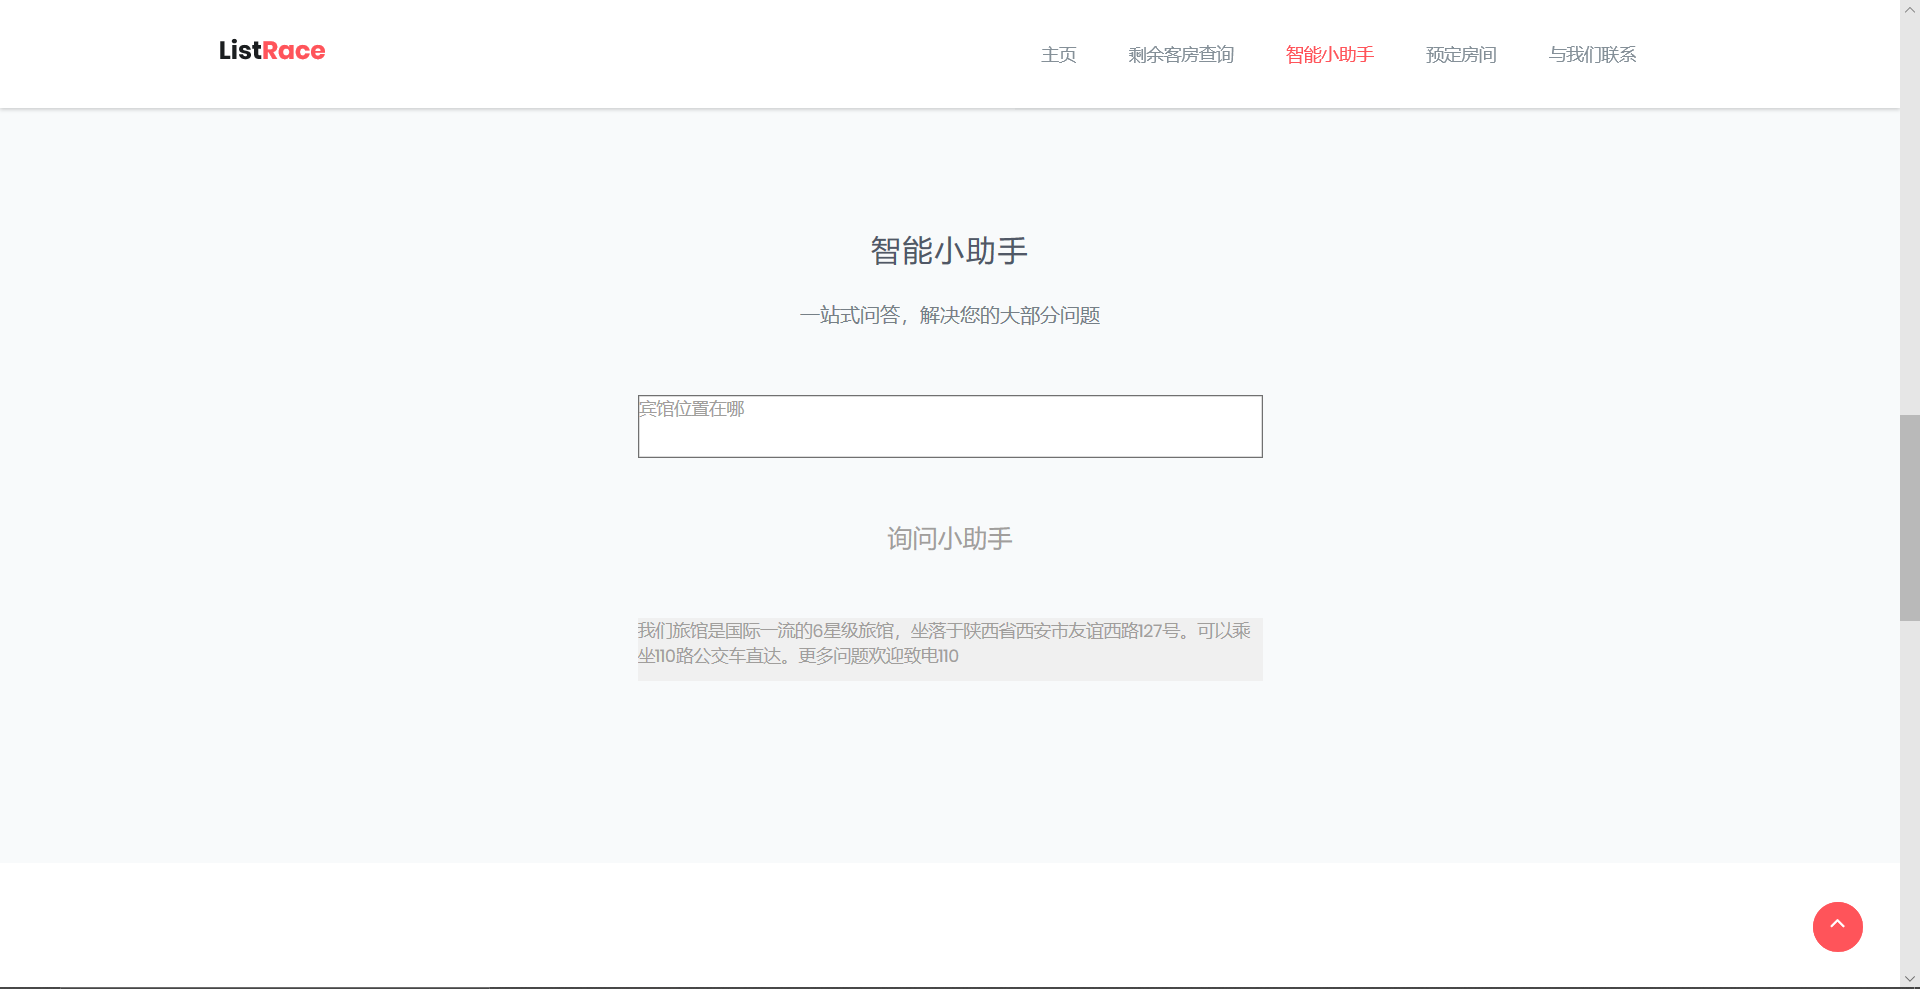 ListRace
主页 剩余客房查询 智能小助手 预定房间 与我们联系
智能小助手
一站式问答，解决您的大部分问题
宾馆位置在哪
询问小助手
我们旅馆是国际一流的6星级旅馆，坐落于陕西省西安市友谊西路127号。可以乘
坐110路公交车直达。更多问题欢迎致电110